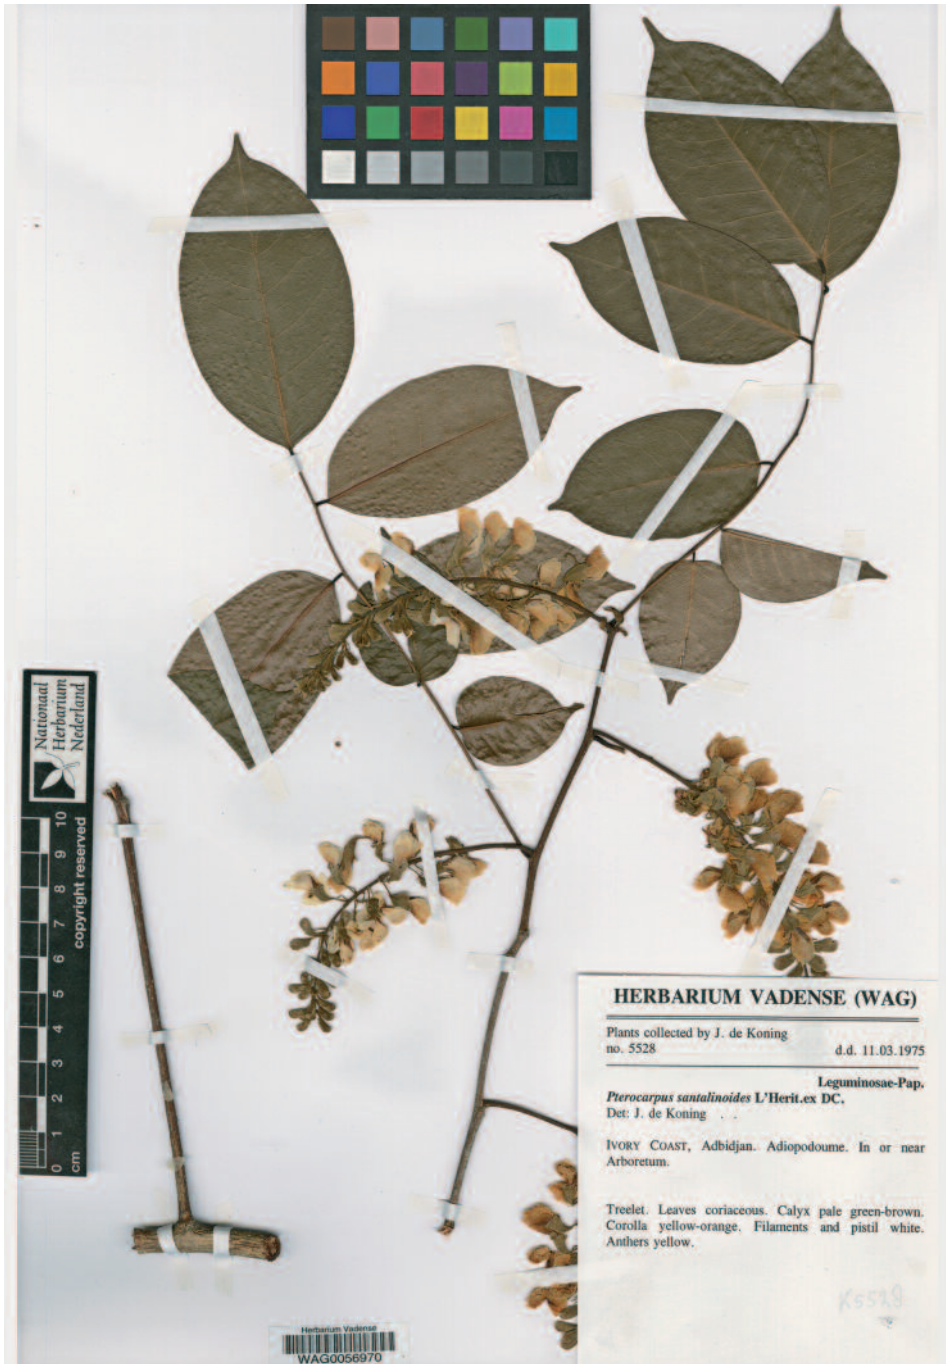 Nationaal
Herbarium
Nederland
copyright reserved
10
9
8
7
6
5
4
3
2
1
0
cm
HERBARIUM VADENSE (WAG)
Plants collected by J. de Koning
no. 5528 d.d. 11.03.1975
Leguminosae-Pap.
Pterocarpus santalinoides L'Herit.ex DC.
Det: J. de Koning . .
IVORY COAST, Adbidjan. Adiopodoume. In or near
Arboretum.
Treelet. Leaves coriaceous. Calyx pale green-brown.
Corolla yellow-orange. Filaments and pistil white.
Anthers yellow.
K5528
Herbarium Vadense
WAG0056970